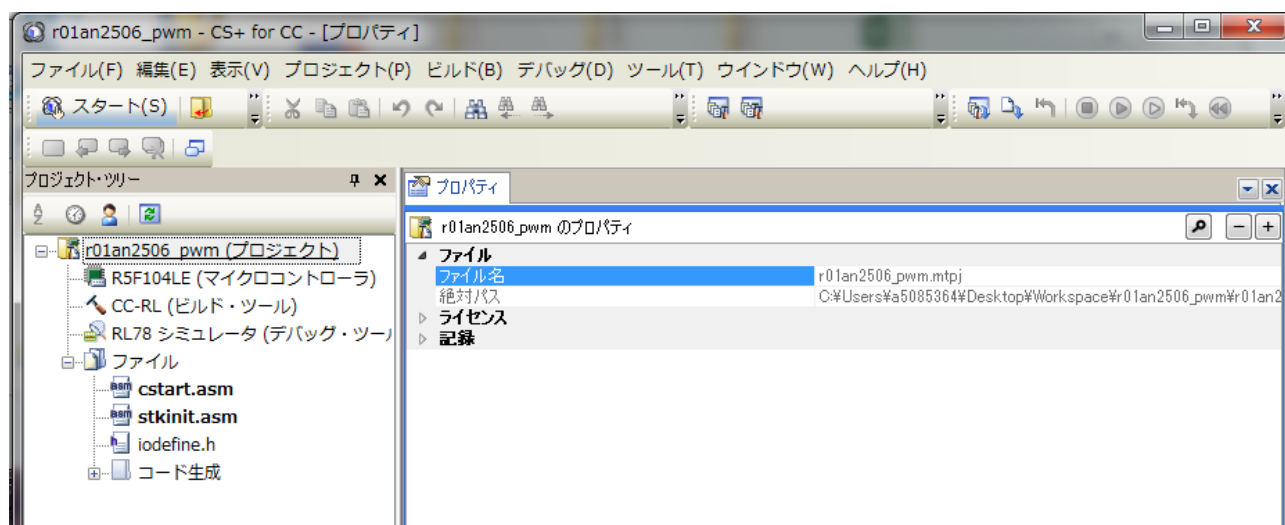 r01an2506_pwm - CS+ for CC - [プロパティ]
ファイル(F) 編集(E) 表示(V) プロジェクト(P) ビルド(B) デバッグ(D) ツール(T) ウインドウ(W) ヘルプ(H)
スタート(S)
プロジェクト・ツリー
プロパティ
r01an2506_pwm のプロパティ
r01an2506_pwm (プロジェクト)
R5F104LE (マイクロコントローラ)
CC-RL (ビルド・ツール)
RL78 シミュレータ (デバッグ・ツール
ファイル
cstart.asm
stkinit.asm
iodefine.h
コード生成
ファイル
ファイル名 r01an2506_pwm.mtpj
絶対パス C:¥Users¥a5085364¥Desktop¥Workspace¥r01an2506_pwm¥r01an2
ライセンス
記録